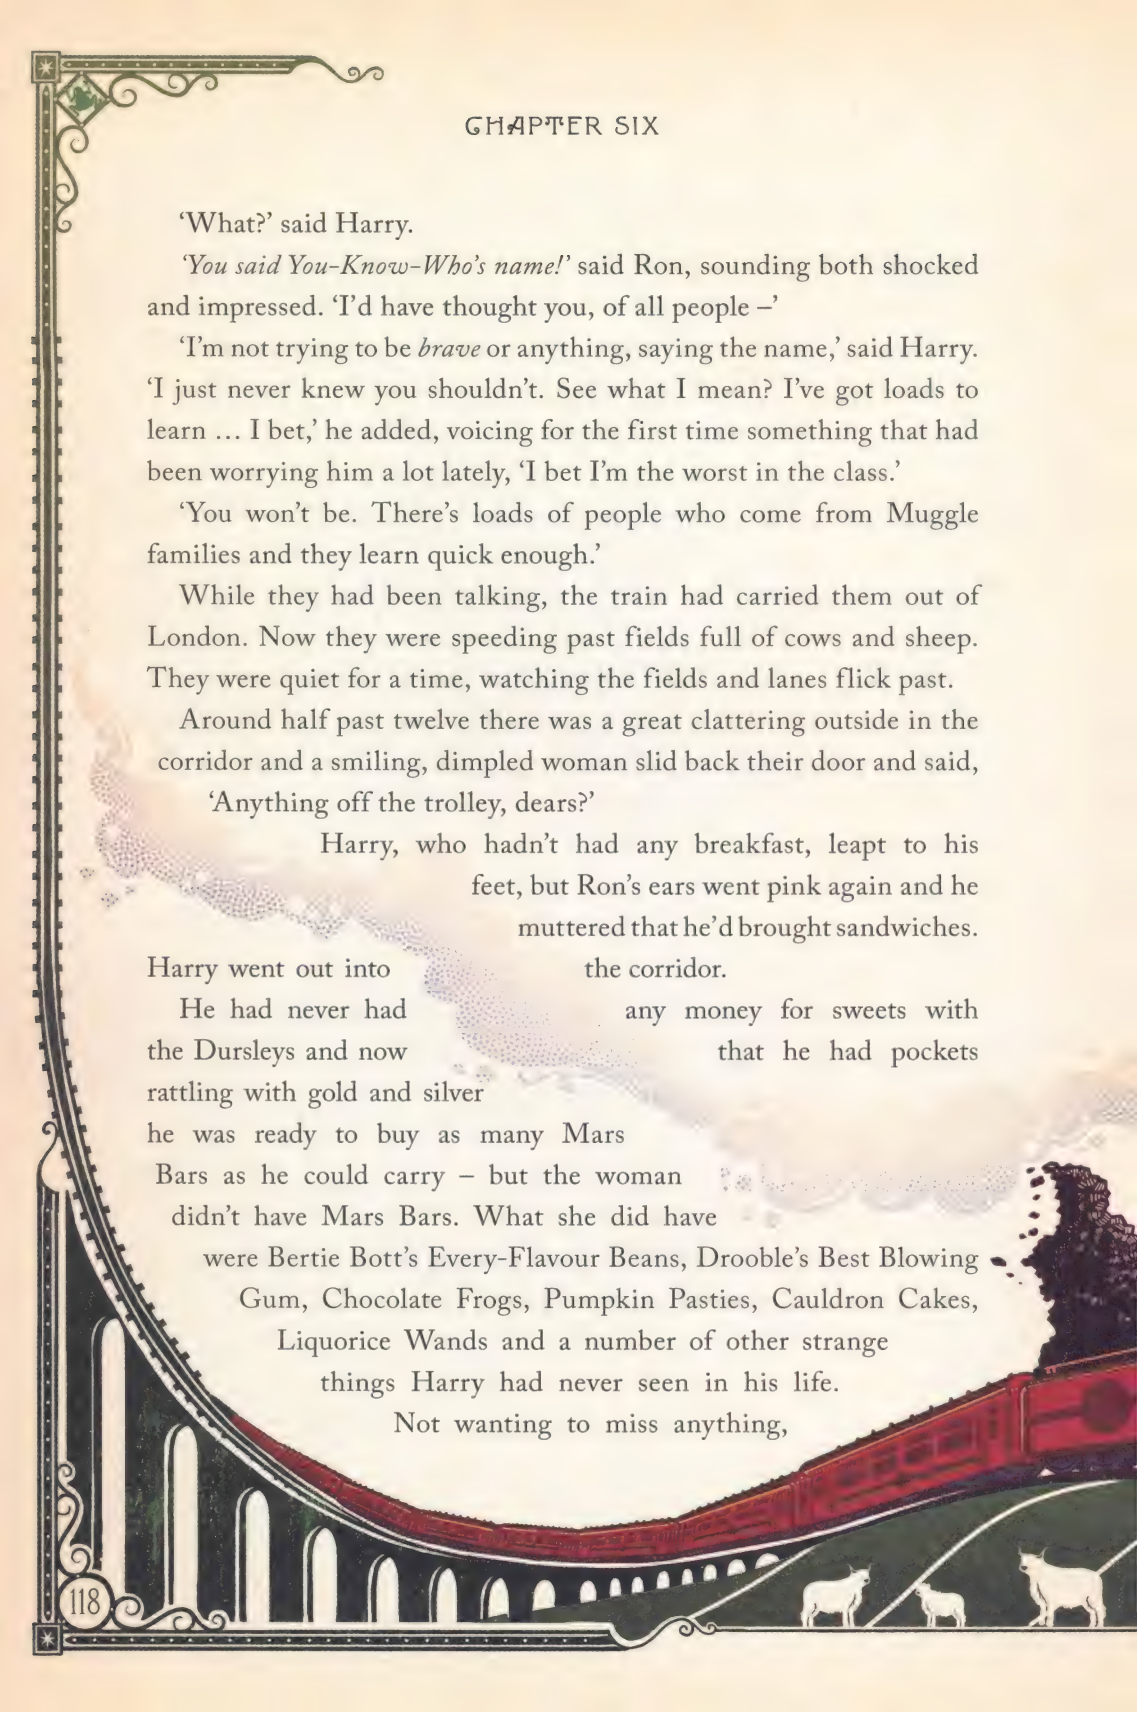 CHAPTER SIX
‘What?’ said Harry.
‘You said You-Know-Who’s name!’ said Ron, sounding both shocked
and impressed. ‘I’d have thought you, of all people –’
‘I’m not trying to be brave or anything, saying the name,’ said Harry.
‘I just never knew you shouldn’t. See what I mean? I’ve got loads to
learn … I bet,’ he added, voicing for the first time something that had
been worrying him a lot lately, ‘I bet I’m the worst in the class.’
‘You won’t be. There’s loads of people who come from Muggle
families and they learn quick enough.’
While they had been talking, the train had carried them out of
London. Now they were speeding past fields full of cows and sheep.
They were quiet for a time, watching the fields and lanes flick past.
Around half past twelve there was a great clattering outside in the
corridor and a smiling, dimpled woman slid back their door and said,
‘Anything off the trolley, dears?’
Harry, who hadn’t had any breakfast, leapt to his
feet, but Ron’s ears went pink again and he
muttered that he’d brought sandwiches.
Harry went out into the corridor.
He had never had any money for sweets with
the Dursleys and now that he had pockets
rattling with gold and silver
he was ready to buy as many Mars
Bars as he could carry – but the woman
didn’t have Mars Bars. What she did have
were Bertie Bott’s Every-Flavour Beans, Drooble’s Best Blowing
Gum, Chocolate Frogs, Pumpkin Pasties, Cauldron Cakes,
Liquorice Wands and a number of other strange
things Harry had never seen in his life.
Not wanting to miss anything,
118